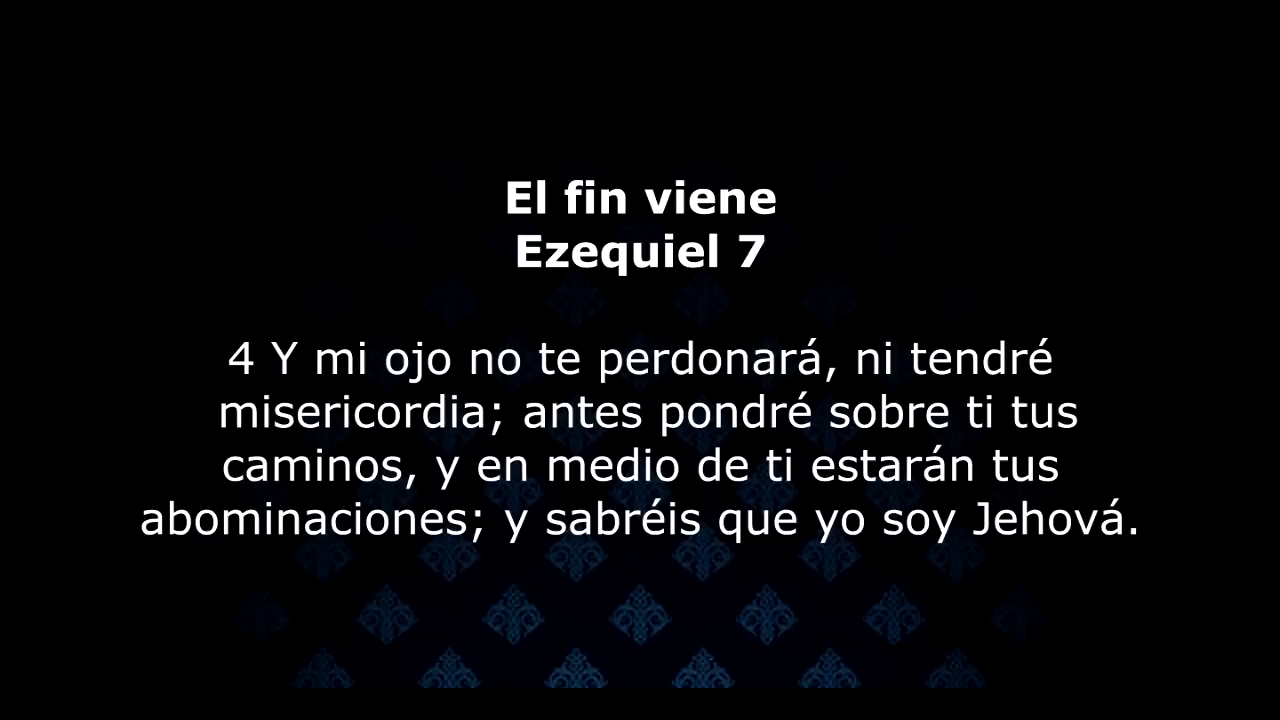 El fin viene
Ezequiel 7
4 Y mi ojo no te perdonará, ni tendré
misericordia; antes pondré sobre ti tus
caminos, y en medio de ti estarán tus
abominaciones; y sabréis que yo soy Jehová.